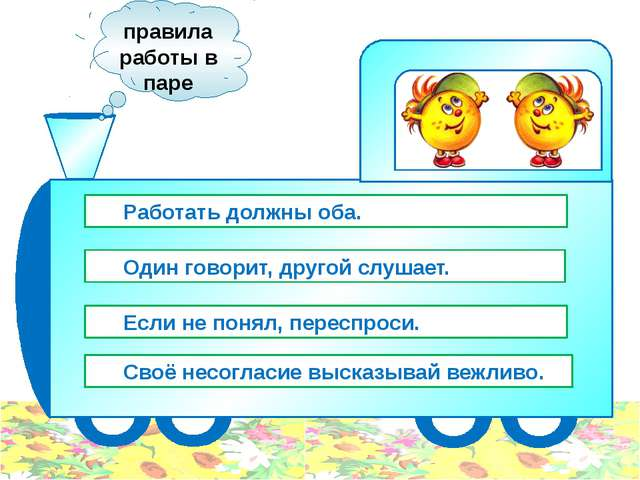 правила
работы в
паре
Работать должны оба.
Один говорит, другой слушает.
Если не понял, переспроси.
Своё несогласие высказывай вежливо.